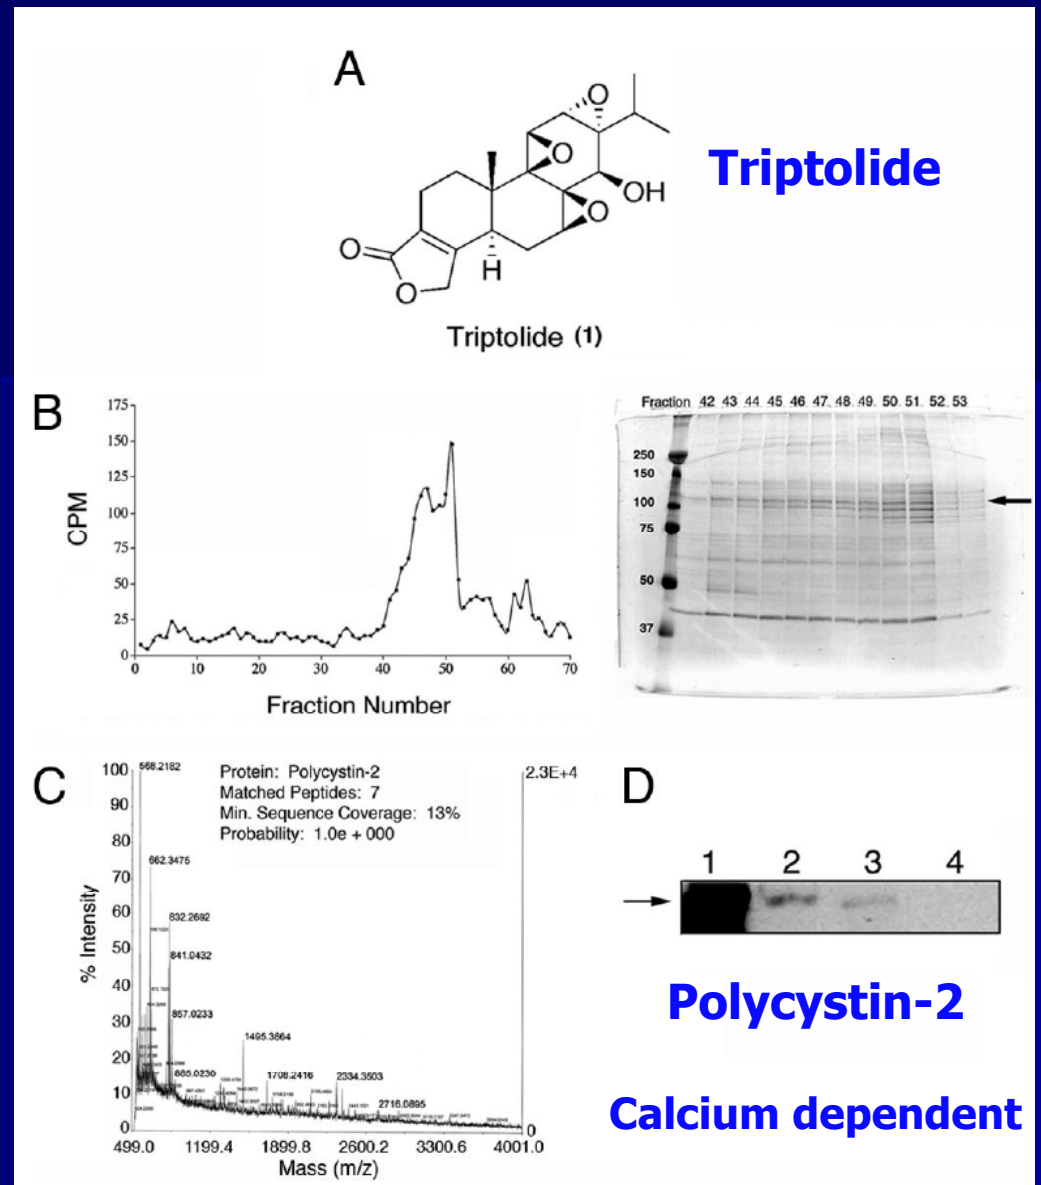 A
O
O
OH
O
O
O
H
Triptolide
Triptolide (1)
B
175
150
125
100
75
50
25
0
CPM
0 10 20 30 40 50 60 70
Fraction Number
Fraction 42 43 44 45 46 47 48 49 50 51 52 53
250
150
100
75
50
37
C
568.2182
Protein: Polycystin-2
Matched Peptides: 7
Min. Sequence Coverage: 13%
Probability: 1.0e + 000
2.3E+4
662.3475
832.2692
841.0432
857.0233
885.0230
1495.3664
1708.2416
2334.3503
2716.0895
100
90
80
70
60
50
40
30
20
10
0
0
% Intensity
499.0 1199.4 1899.8 2600.2 3300.6 4001.0
Mass (m/z)
D
1 2 3 4
Polycystin-2
Calcium dependent